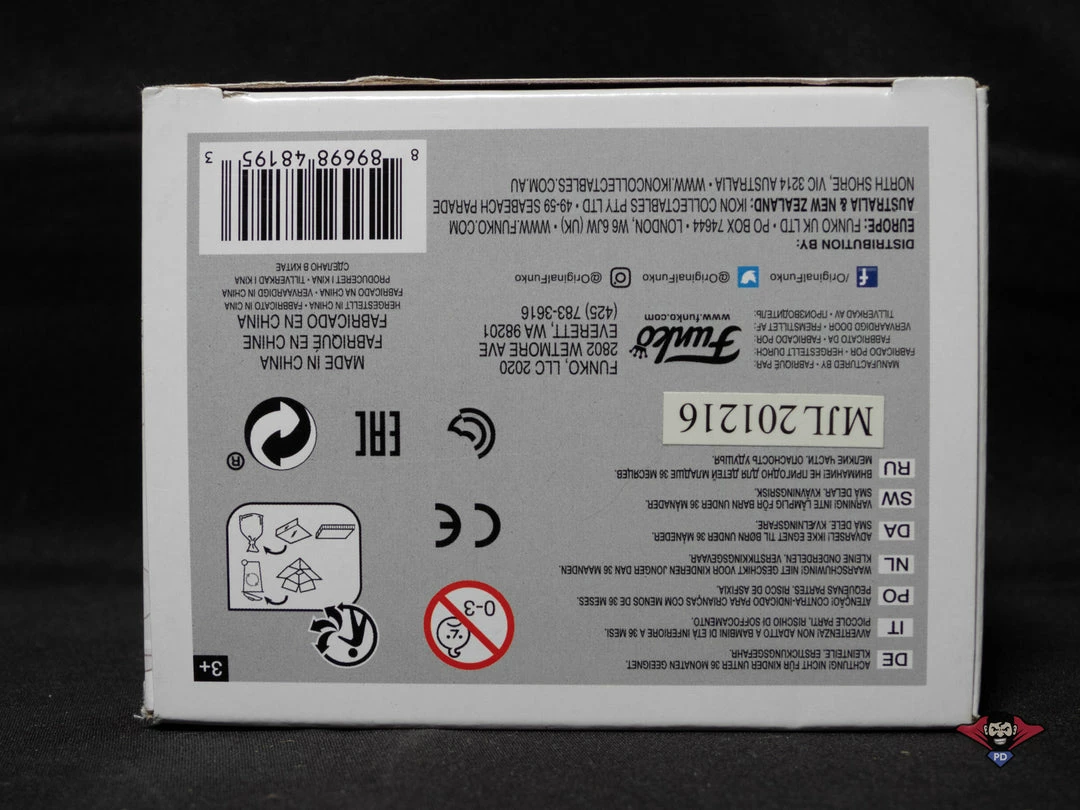 3+
0-3
DE
ACHTUNG! NICHT FÜR KINDER UNTER 36 MONATEN GEEIGNET.
KLEINTEILE. ERSTICKUNGSGEFAHR.
IT
AVVERTENZA! NON ADATTO A BAMBINI DI ETÀ INFERIORE A 36 MESI.
PICCOLE PARTI. RISCHIO DI SOFFOCAMENTO.
PO
ATENÇÃO! CONTRA-INDICADO PARA CRIANÇAS COM MENOS DE 36 MESES.
PEQUENAS PARTES. RISCO DE ASFIXIA.
NL
WAARSCHUWING! NIET GESCHIKT VOOR KINDEREN JONGER DAN 36 MAANDEN.
KLEINE ONDERDELEN. VERSTIKKINGSGEVAAR.
DA
ADVARSEL! IKKE EGNET TIL BØRN UNDER 36 MÅNEDER.
SMÅ DELE. KVÆLNINGSFARE.
SW
VARNING! INTE LÄMPLIG FÖR BARN UNDER 36 MÅNADER.
SMÅ DELAR. KVÄVNINGSRISK.
RU
ВНИМАНИЕ! НЕ ПРИГОДНО ДЛЯ ДЕТЕЙ МЛАДШЕ 36 МЕСЯЦЕВ.
МЕЛКИЕ ЧАСТИ. ОПАСНОСТЬ УДУШЬЯ.
CE
EAC
®
MJL 201216
MANUFACTURED BY • FABRIQUÉ PAR:
FABRICADO POR • HERGESTELLT DURCH:
FABBRICATO DA • FABRICADO POR:
VERVAARDIGD DOOR • FREMSTILLET AF:
TILLVERKAD AV • ПРОИЗВОДИТЕЛЬ:
Funko
www.funko.com
FUNKO, LLC 2020
2802 WETMORE AVE
EVERETT, WA 98201
(425) 783-3616
MADE IN CHINA
FABRIQUÉ EN CHINE
FABRICADO EN CHINA
HERGESTELLT IN CHINA • FABBRICATO IN CINA
FABRICADO NA CHINA • VERVAARDIGD IN CHINA
PRODUCERET I KINA • TILLVERKAD I KINA
СДЕЛАНО В КИТАЕ
/OriginalFunko
@OriginalFunko
@OriginalFunko
DISTRIBUTION BY:
EUROPE: FUNKO UK LTD • PO BOX 74644 • LONDON, W6 6JW (UK) • WWW.FUNKO.COM
AUSTRALIA & NEW ZEALAND: IKON COLLECTABLES PTY LTD • 49-59 SEABEACH PARADE
NORTH SHORE, VIC 3214 AUSTRALIA • WWW.IKONCOLLECTABLES.COM.AU
8 89698 48195 3
PD